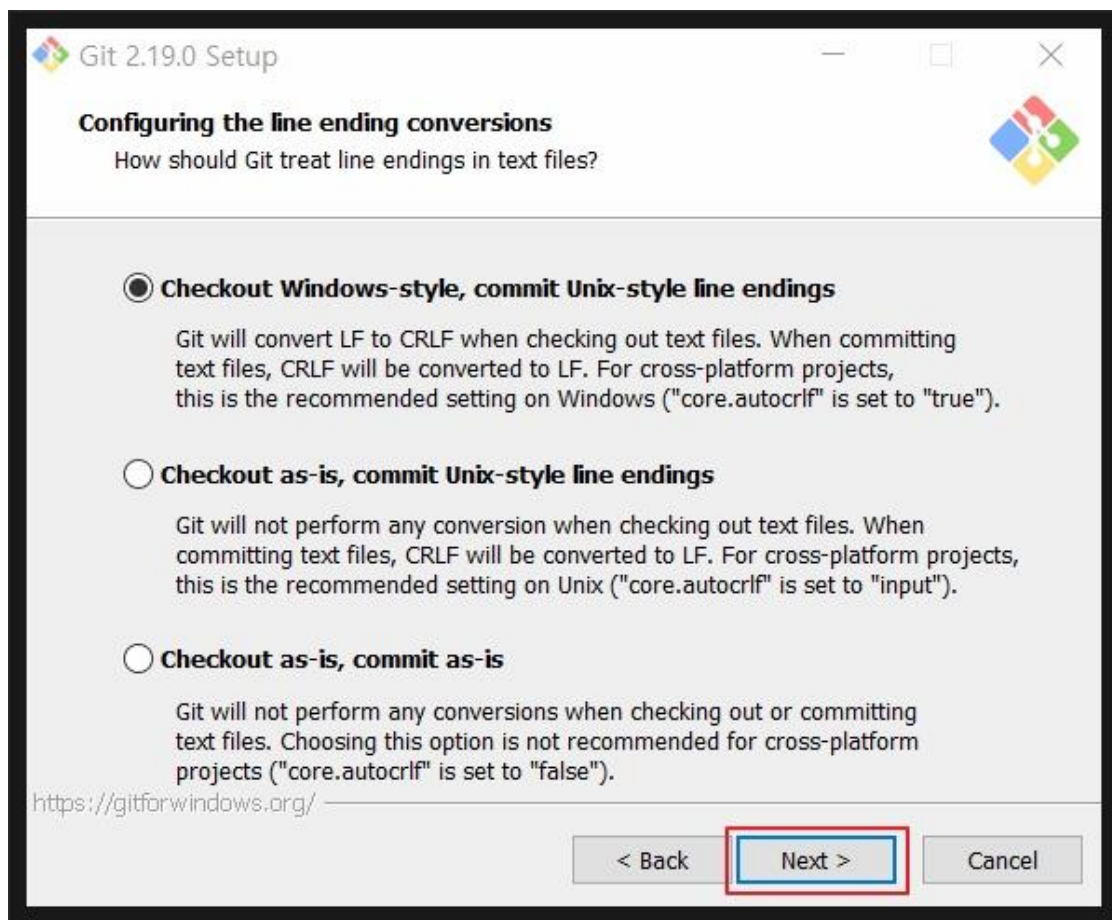 Git 2.19.0 Setup
Configuring the line ending conversions
How should Git treat line endings in text files?
Checkout Windows-style, commit Unix-style line endings
Git will convert LF to CRLF when checking out text files. When committing
text files, CRLF will be converted to LF. For cross-platform projects,
this is the recommended setting on Windows ("core.autocrlf" is set to "true").
Checkout as-is, commit Unix-style line endings
Git will not perform any conversion when checking out text files. When
committing text files, CRLF will be converted to LF. For cross-platform projects,
this is the recommended setting on Unix ("core.autocrlf" is set to "input").
Checkout as-is, commit as-is
Git will not perform any conversions when checking out or committing
text files. Choosing this option is not recommended for cross-platform
projects ("core.autocrlf" is set to "false").
https://gitforwindows.org/
< Back Next > Cancel